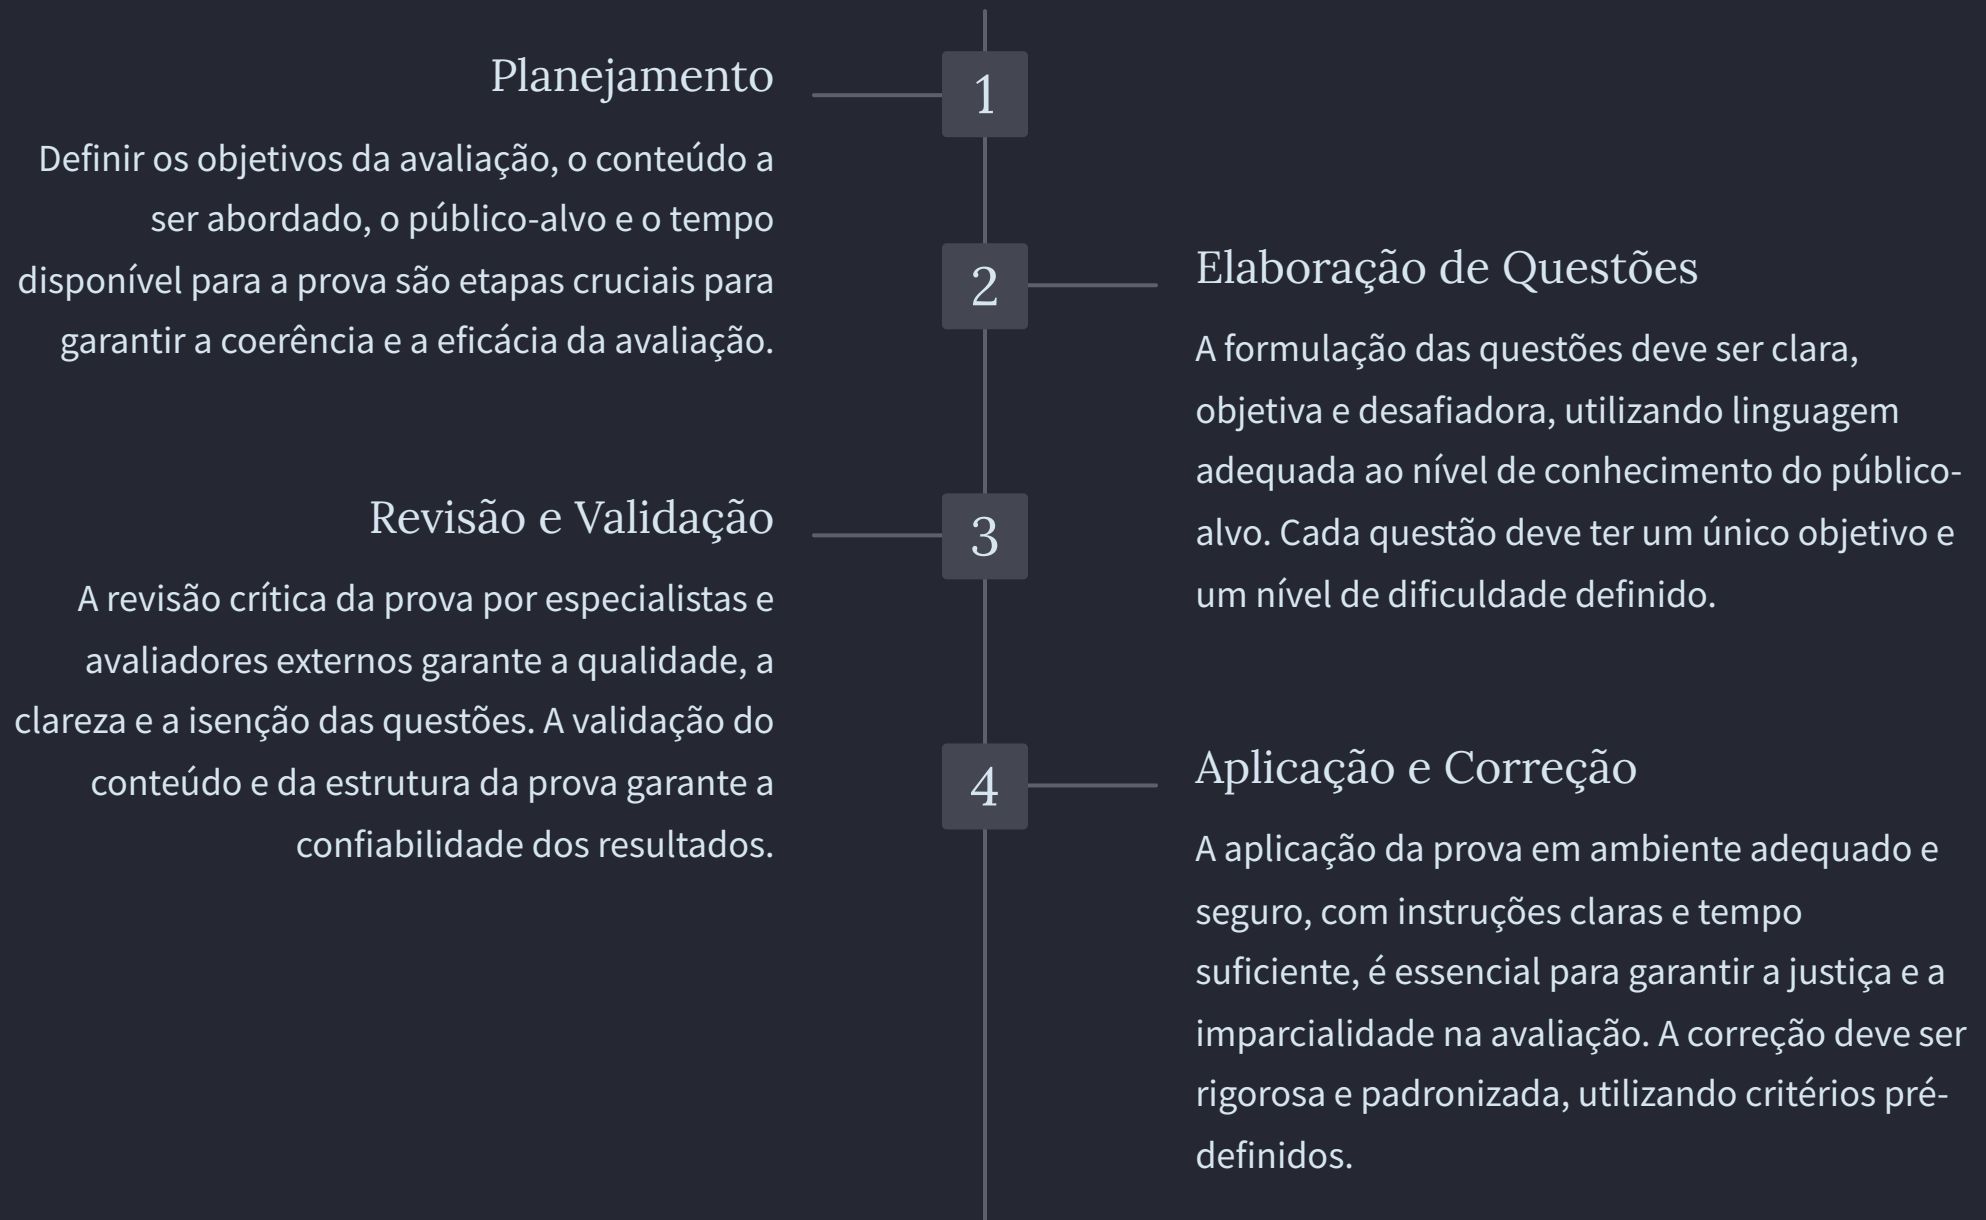 1
Planejamento
Definir os objetivos da avaliação, o conteúdo a
ser abordado, o público-alvo e o tempo
disponível para a prova são etapas cruciais para
garantir a coerência e a eficácia da avaliação.
2
Elaboração de Questões
A formulação das questões deve ser clara,
objetiva e desafiadora, utilizando linguagem
adequada ao nível de conhecimento do público-
alvo. Cada questão deve ter um único objetivo e
um nível de dificuldade definido.
3
Revisão e Validação
A revisão crítica da prova por especialistas e
avaliadores externos garante a qualidade, a
clareza e a isenção das questões. A validação do
conteúdo e da estrutura da prova garante a
confiabilidade dos resultados.
4
Aplicação e Correção
A aplicação da prova em ambiente adequado e
seguro, com instruções claras e tempo
suficiente, é essencial para garantir a justiça e a
imparcialidade na avaliação. A correção deve ser
rigorosa e padronizada, utilizando critérios pré-
definidos.